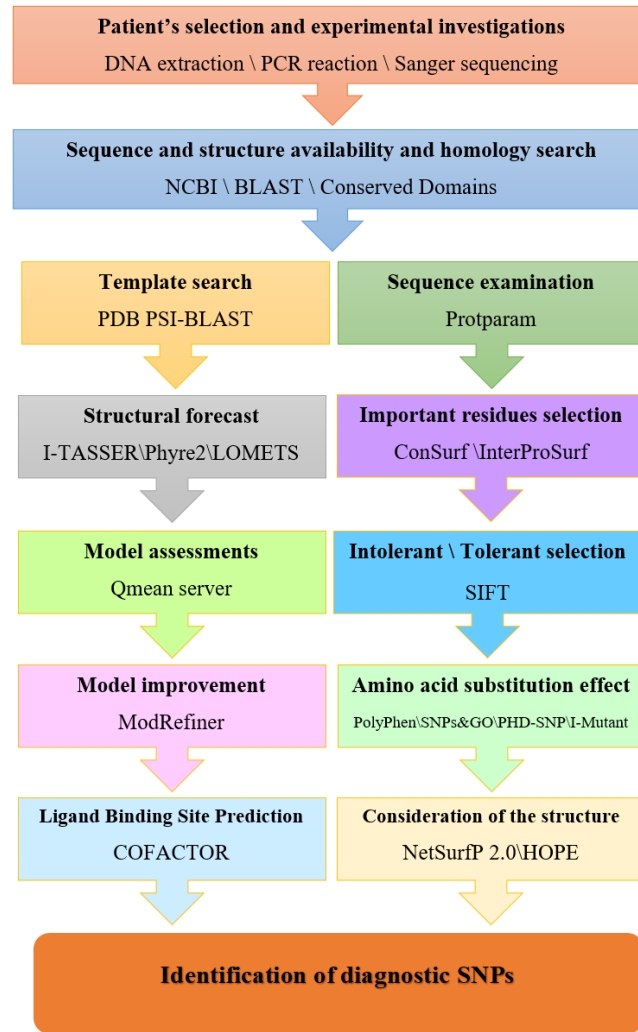 Patient's selection and experimental investigations
DNA extraction \ PCR reaction \ Sanger sequencing
Sequence and structure availability and homology search
NCBI \ BLAST \ Conserved Domains
Template search
PDB PSI-BLAST
Sequence examination
Protparam
Structural forecast
I-TASSER\Phyre2\LOMETS
Important residues selection
ConSurf \InterProSurf
Model assessments
Qmean server
Intolerant \ Tolerant selection
SIFT
Model improvement
ModRefiner
Amino acid substitution effect
PolyPhen\SNPs&GO\PHD-SNP\I-Mutant
Ligand Binding Site Prediction
COFACTOR
Consideration of the structure
NetSurfP 2.0\HOPE
Identification of diagnostic SNPs